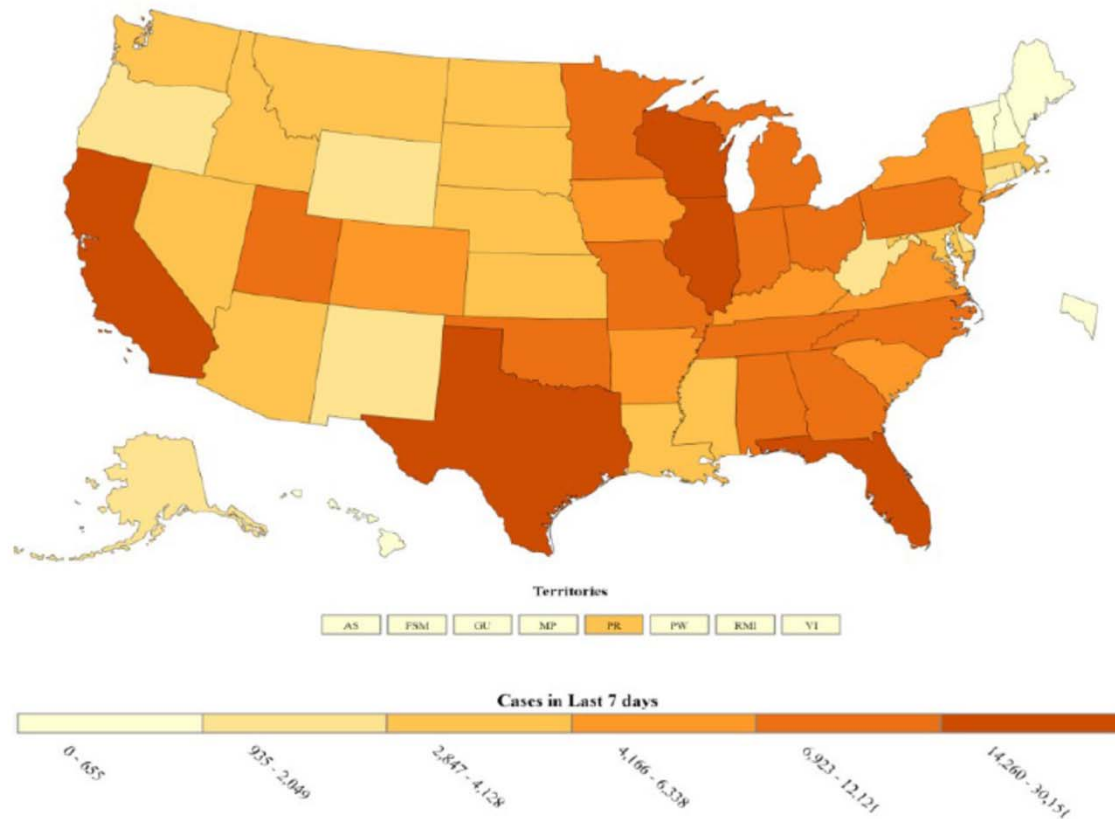 Territories
AS FSM GU MP PR PW RMI VI
Cases in Last 7 days
0 - 655
935 - 2,049
2,847 - 4,128
4,166 - 6,338
6,923 - 12,121
14,260 - 30,151